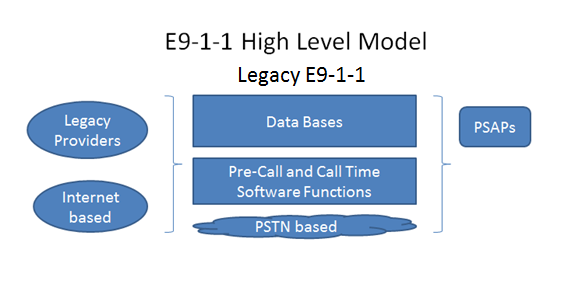 E9-1-1 High Level Model
Legacy E9-1-1
Legacy
Providers
Internet
based
Data Bases
Pre-Call and Call Time
Software Functions
PSTN based
PSAPs